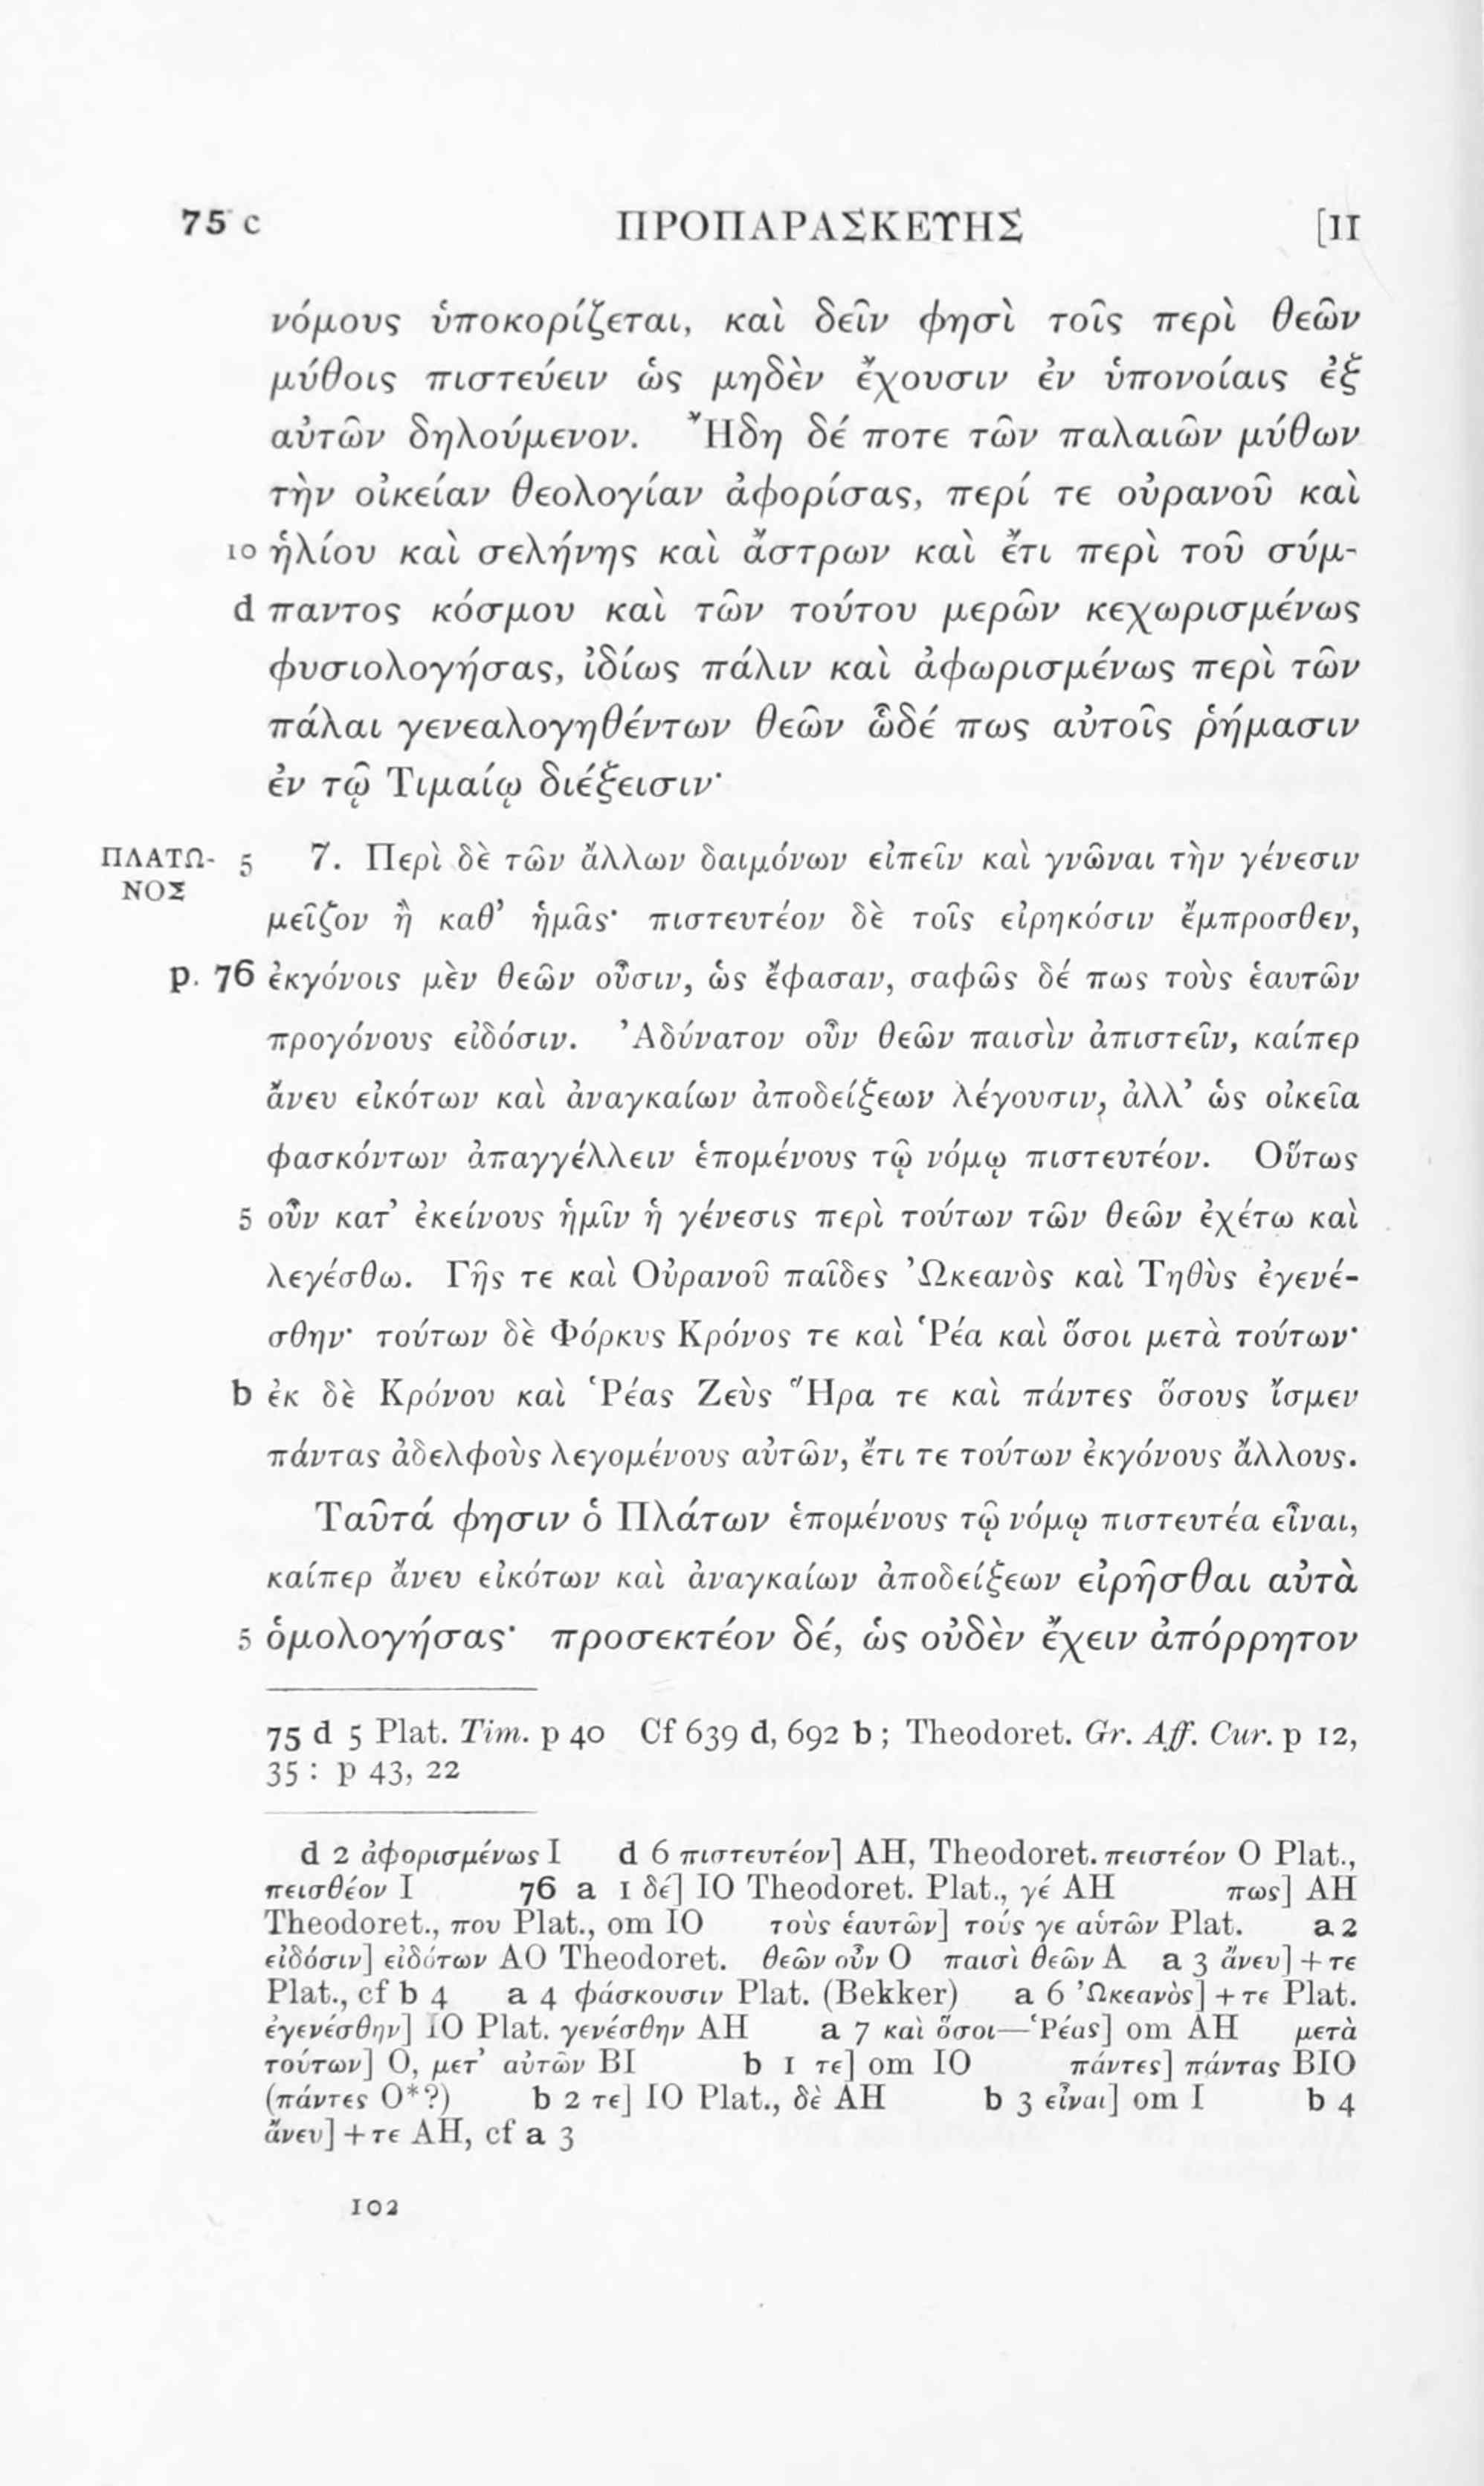 75 c ΠΡΟΠΑΡΑΣΚΕΥΗΣ [II
νόμους ὑποκορίζεται, καὶ δεῖν φησὶ τοῖς περὶ θεῶν
μύθοις πιστεύειν ὡς μηδὲν ἔχουσιν ἐν ὑπονοίαις ἐξ
αὐτῶν δηλούμενον. Ἤδη δέ ποτε τῶν παλαιῶν μύθων
τὴν οἰκείαν θεολογίαν ἀφορίσας, περί τε οὐρανοῦ καὶ
10 ἡλίου καὶ σελήνης καὶ ἄστρων καὶ ἔτι περὶ τοῦ σύμ-
d παντος κόσμου καὶ τῶν τούτου μερῶν κεχωρισμένως
φυσιολογήσας, ἰδίως πάλιν καὶ ἀφωρισμένως περὶ τῶν
πάλαι γενεαλογηθέντων θεῶν ὧδέ πως αὐτοῖς ῥήμασιν
ἐν τῷ Τιμαίῳ διέξεισιν·
ΠΛΑΤΩ- 5 7. Περὶ δὲ τῶν ἄλλων δαιμόνων εἰπεῖν καὶ γνῶναι τὴν γένεσιν
ΝΟΣ
μεῖζον ἢ καθ’ ἡμᾶς· πιστευτέον δὲ τοῖς εἰρηκόσιν ἔμπροσθεν,
p. 76 ἐκγόνοις μὲν θεῶν οὖσιν, ὡς ἔφασαν, σαφῶς δέ πως τοὺς ἑαυτῶν
προγόνους εἰδόσιν. Ἀδύνατον οὖν θεῶν παισὶν ἀπιστεῖν, καίπερ
ἄνευ εἰκότων καὶ ἀναγκαίων ἀποδείξεων λέγουσιν, ἀλλ’ ὡς οἰκεῖα
φασκόντων ἀπαγγέλλειν ἑπομένους τῷ νόμῳ πιστευτέον. Οὕτως
5 οὖν κατ’ ἐκείνους ἡμῖν ἡ γένεσις περὶ τούτων τῶν θεῶν ἐχέτω καὶ
λεγέσθω. Γῆς τε καὶ Οὐρανοῦ παῖδες Ὠκεανὸς καὶ Τηθὺς ἐγενέ-
σθην· τούτων δὲ Φόρκυς Κρόνος τε καὶ Ῥέα καὶ ὅσοι μετὰ τούτων·
b ἐκ δὲ Κρόνου καὶ Ῥέας Ζεὺς Ἥρα τε καὶ πάντες ὅσους ἴσμεν
πάντας ἀδελφοὺς λεγομένους αὐτῶν, ἔτι τε τούτων ἐκγόνους ἄλλους.
Ταῦτά φησιν ὁ Πλάτων ἑπομένους τῷ νόμῳ πιστευτέα εἶναι,
καίπερ ἄνευ εἰκότων καὶ ἀναγκαίων ἀποδείξεων εἰρῆσθαι αὐτὰ
5 ὁμολογήσας· προσεκτέον δέ, ὡς οὐδὲν ἔχειν ἀπόρρητον
75 d 5 Plat. Tim. p 40 Cf 639 d, 692 b ; Theodoret. Gr. Aff. Cur. p 12,
35 : p 43, 22
d 2 ἀφορισμένως I d 6 πιστευτέον] AH, Theodoret. πειστέον O Plat.,
πεισθέον I 76 a 1 δέ] IO Theodoret. Plat., γέ AH πως] AH
Theodoret., που Plat., om IO τοὺς ἑαυτῶν] τούς γε αὑτῶν Plat. a 2
εἰδόσιν] εἰδότων AO Theodoret. θεῶν οὖν O παισὶ θεῶν A a 3 ἄνευ] + τε
Plat., cf b 4 a 4 φάσκουσιν Plat. (Bekker) a 6 Ὠκεανὸς] + τε Plat.
ἐγενέσθην] IO Plat. γενέσθην AH a 7 καὶ ὅσοι—Ῥέας] om AH μετὰ
τούτων] O, μετ’ αὐτῶν BI b 1 τε] om IO πάντες] πάντας BIO
(πάντες O*?) b 2 τε] IO Plat., δὲ AH b 3 εἶναι] om I b 4
ἄνευ] + τε AH, cf a 3
102